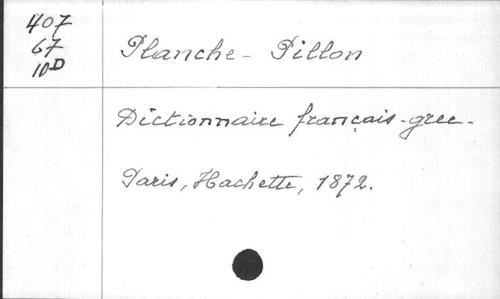 407
67
10D
Planche - Pillon
Dictionnaire français-grec.
Paris, Hachette, 1872.